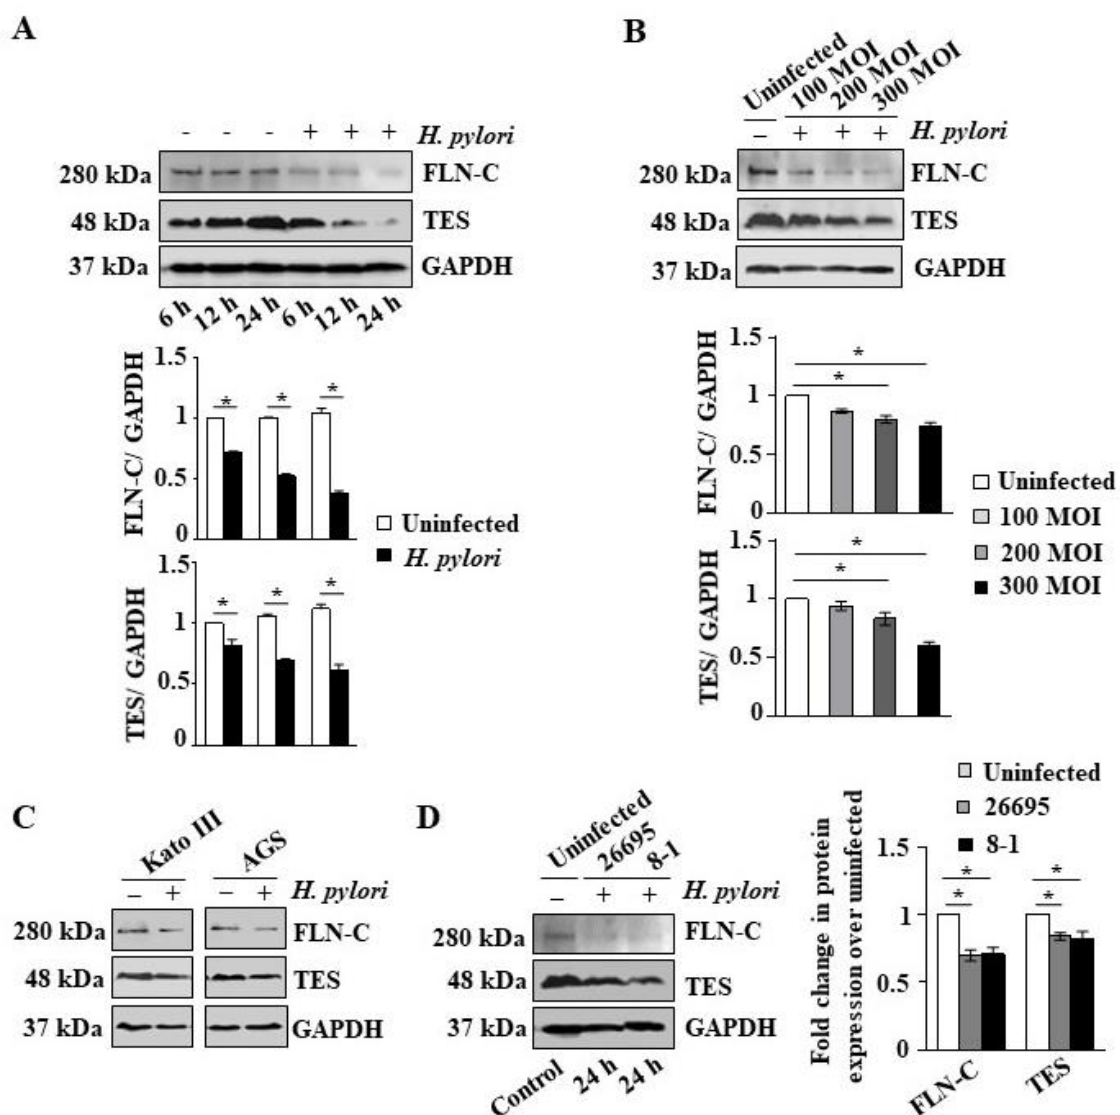 A
- - - + + + H. pylori
280 kDa FLN-C
48 kDa TES
37 kDa GAPDH
6 h 12 h 24 h 6 h 12 h 24 h
1.5
1
0.5
0
FLN-C/ GAPDH
* * *
Uninfected
H. pylori
1.5
1
0.5
0
TES/ GAPDH
* * *
B
Uninfected 100 MOI 200 MOI 300 MOI
– + + + H. pylori
280 kDa FLN-C
48 kDa TES
37 kDa GAPDH
1.5
1
0.5
0
FLN-C/ GAPDH
*
*
1.5
1
0.5
0
TES/ GAPDH
*
*
Uninfected
100 MOI
200 MOI
300 MOI
C
Kato III AGS
– + – + H. pylori
280 kDa FLN-C
48 kDa TES
37 kDa GAPDH
D
Uninfected 26695 8-1
– + + H. pylori
280 kDa FLN-C
48 kDa TES
37 kDa GAPDH
Control 24 h 24 h
Uninfected
26695
8-1
Fold change in protein
expression over uninfected
1.5
1
0.5
0
* *
* *
FLN-C TES